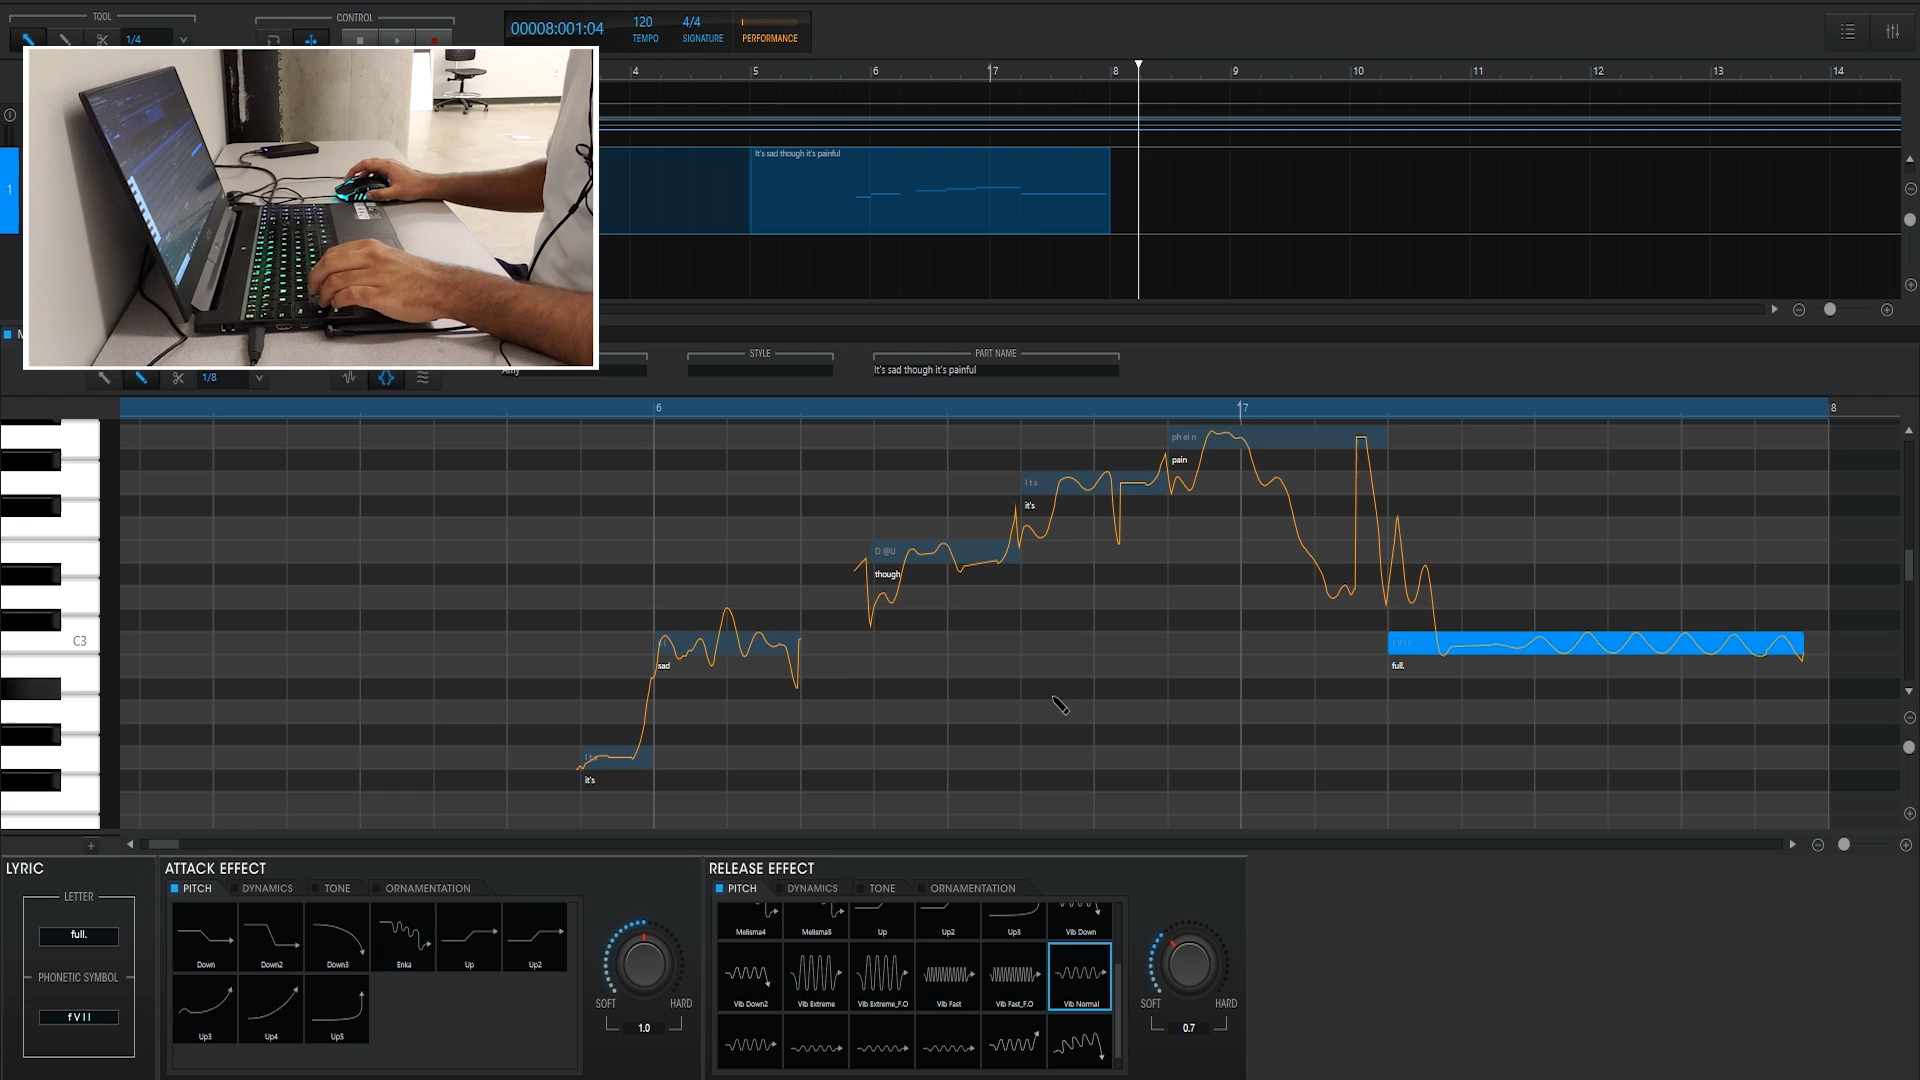 TOOL
CONTROL
1/4
00008:001:04
120
TEMPO
4/4
SIGNATURE
PERFORMANCE
4
5
6
7
8
9
10
11
12
13
14
It's sad though it's painful
1
STYLE
PART NAME
1/8
Amy
It's sad though it's painful
6
7
8
C3
I t s
it's
sad
D @U
though
I t s
it's
ph eI n
pain
f V l l
full.
LYRIC
LETTER
full.
PHONETIC SYMBOL
f V l l
ATTACK EFFECT
PITCH
DYNAMICS
TONE
ORNAMENTATION
Down
Down2
Down3
Enka
Up
Up2
Up3
Up4
Up5
SOFT
HARD
1.0
RELEASE EFFECT
PITCH
DYNAMICS
TONE
ORNAMENTATION
Melisma4
Melisma5
Up
Up2
Up3
Vib Down
Vib Down2
Vib Extreme
Vib Extreme_F.O
Vib Fast
Vib Fast_F.O
Vib Normal
SOFT
HARD
0.7